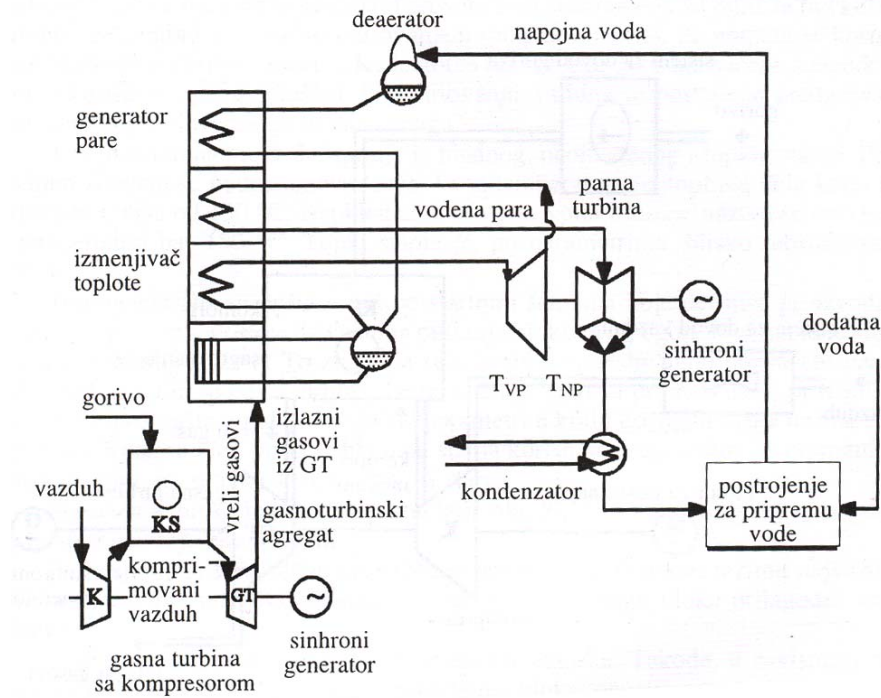 deaerator
napojna voda
generator
pare
vodena para
parna
turbina
izmenjivač
toplote
dodatna
voda
sinhroni
generator
T_VP T_NP
gorivo
izlazni
gasovi
iz GT
vreli gasovi
vazduh
KS
kondenzator
postrojenje
za pripremu
vode
gasnoturbinski
agregat
K
kompri-
movani
vazduh
GT
sinhroni
generator
gasna turbina
sa kompresorom